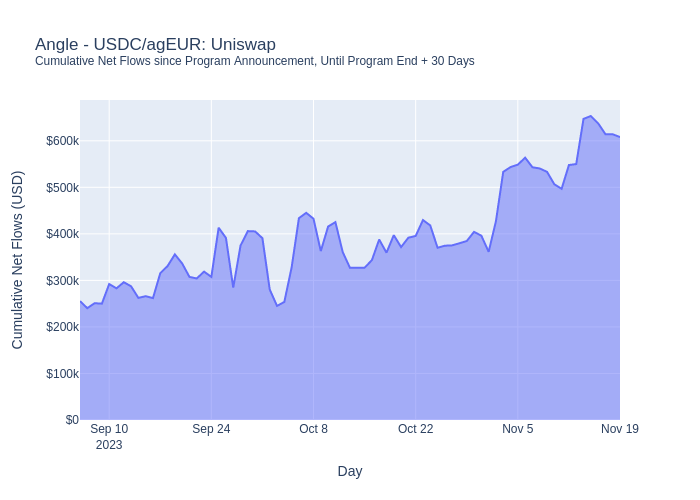 Angle - USDC/agEUR: Uniswap
Cumulative Net Flows since Program Announcement, Until Program End + 30 Days
Cumulative Net Flows (USD)
$600k
$500k
$400k
$300k
$200k
$100k
$0
Sep 10 Sep 24 Oct 8 Oct 22 Nov 5 Nov 19
2023
Day